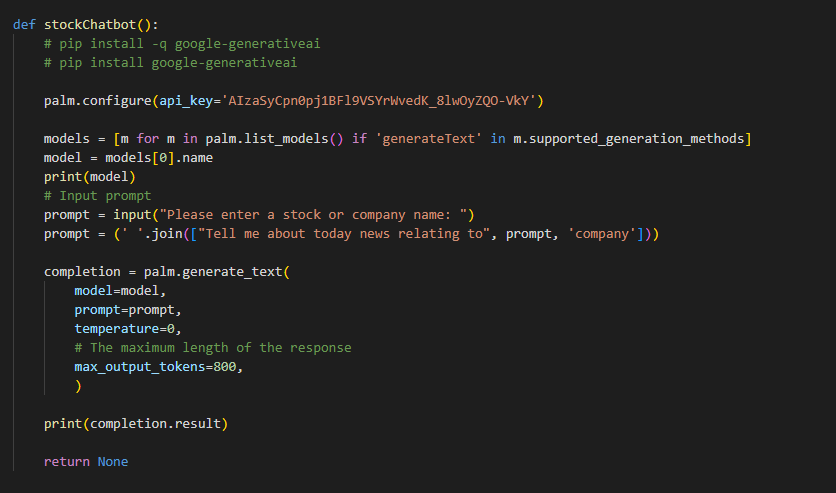 def stockChatbot():
# pip install -q google-generativeai
# pip install google-generativeai
palm.configure(api_key='AIzaSyCpn0pj1BFl9VSYrWvedK_8lwOyZQO-VkY')
models = [m for m in palm.list_models() if 'generateText' in m.supported_generation_methods]
model = models[0].name
print(model)
# Input prompt
prompt = input("Please enter a stock or company name: ")
prompt = (' '.join(["Tell me about today news relating to", prompt, 'company']))
completion = palm.generate_text(
model=model,
prompt=prompt,
temperature=0,
# The maximum length of the response
max_output_tokens=800,
)
print(completion.result)
return None